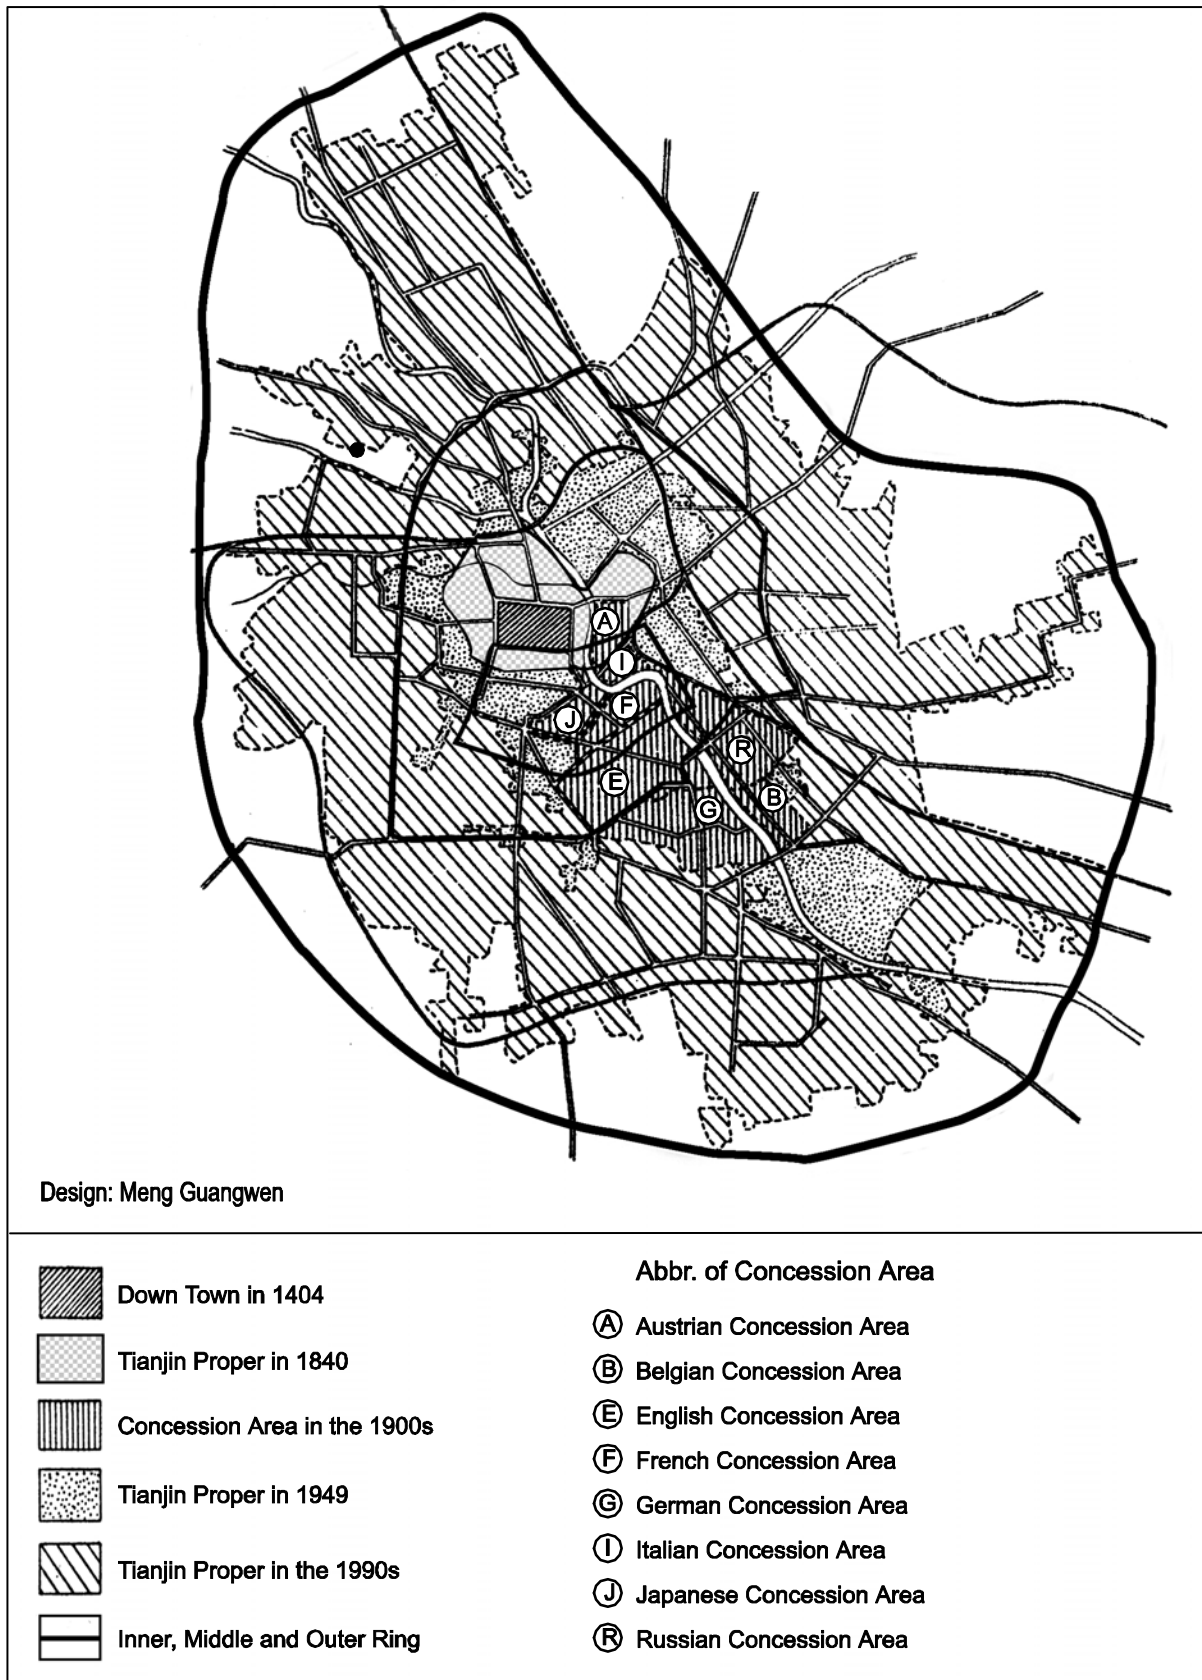 A
I
F
J
R
E
B
G
Design: Meng Guangwen
Down Town in 1404
Tianjin Proper in 1840
Concession Area in the 1900s
Tianjin Proper in 1949
Tianjin Proper in the 1990s
Inner, Middle and Outer Ring
Abbr. of Concession Area
A Austrian Concession Area
B Belgian Concession Area
E English Concession Area
F French Concession Area
G German Concession Area
I Italian Concession Area
J Japanese Concession Area
R Russian Concession Area